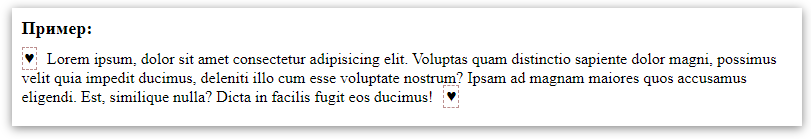 Пример:
♥ Lorem ipsum, dolor sit amet consectetur adipisicing elit. Voluptas quam distinctio sapiente dolor magni, possimus
velit quia impedit ducimus, deleniti illo cum esse voluptate nostrum? Ipsam ad magnam maiores quos accusamus
eligendi. Est, similique nulla? Dicta in facilis fugit eos ducimus! ♥